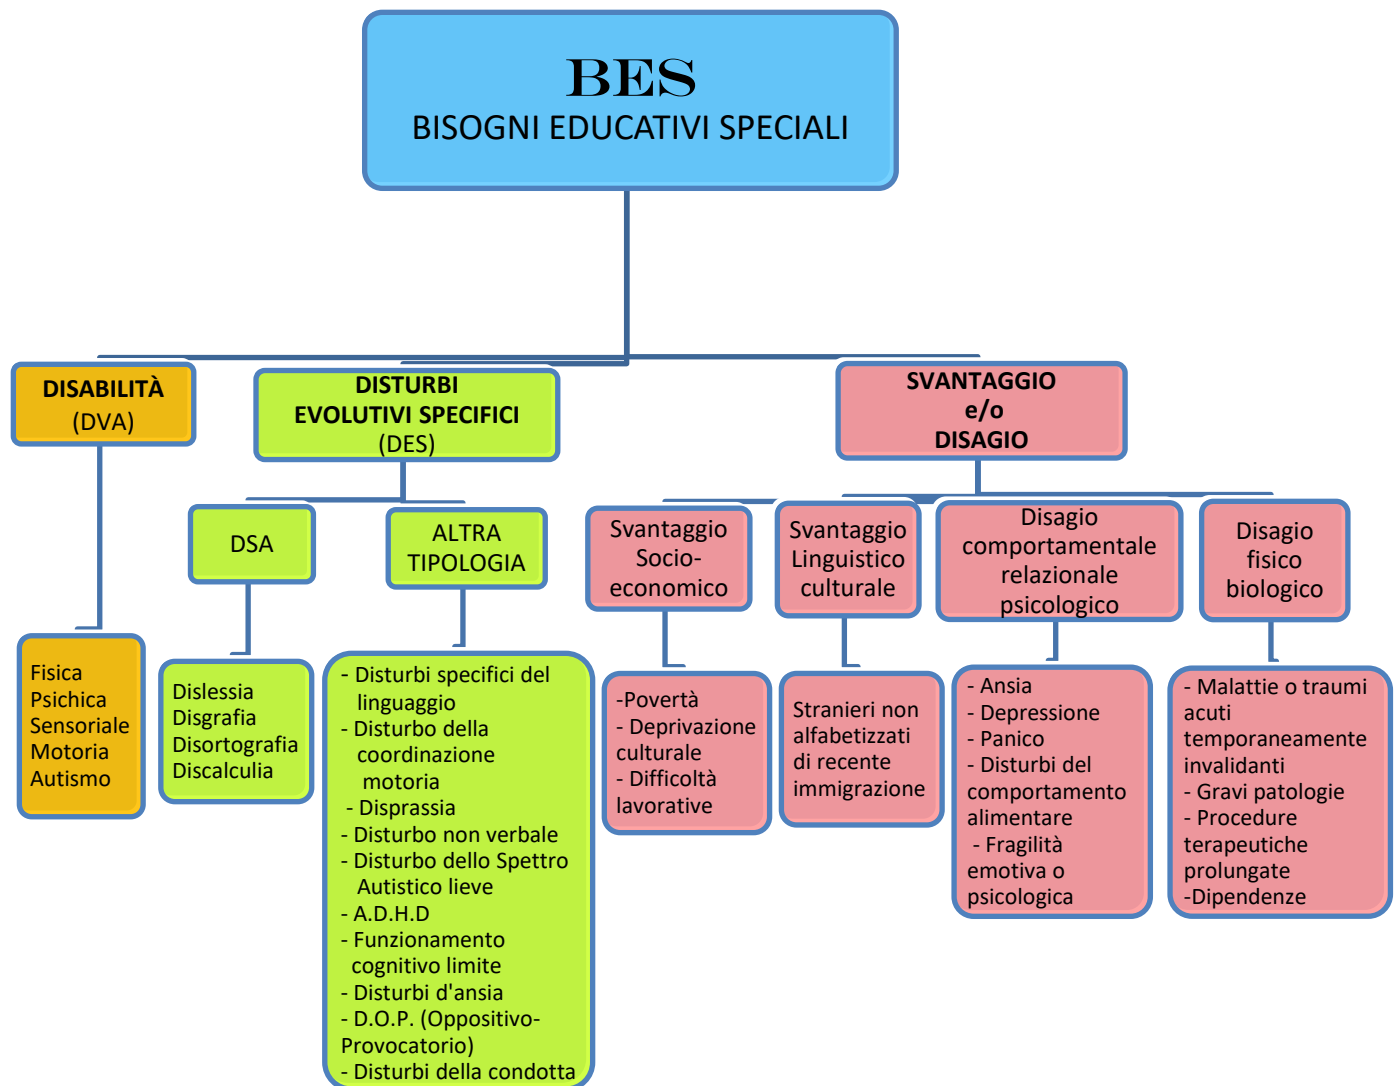 BES
BISOGNI EDUCATIVI SPECIALI
DISABILITÀ
(DVA)
DISTURBI
EVOLUTIVI SPECIFICI
(DES)
SVANTAGGIO
e/o
DISAGIO
DSA
ALTRA
TIPOLOGIA
Svantaggio
Socio-
economico
Svantaggio
Linguistico
culturale
Disagio
comportamentale
relazionale
psicologico
Disagio
fisico
biologico
Fisica
Psichica
Sensoriale
Motoria
Autismo
Dislessia
Disgrafia
Disortografia
Discalculia
- Disturbi specifici del
linguaggio
- Disturbo della
coordinazione
motoria
- Disprassia
- Disturbo non verbale
- Disturbo dello Spettro
Autistico lieve
- A.D.H.D
- Funzionamento
cognitivo limite
- Disturbi d'ansia
- D.O.P. (Oppositivo-
Provocatorio)
- Disturbi della condotta
-Povertà
- Deprivazione
culturale
- Difficoltà
lavorative
Stranieri non
alfabetizzati
di recente
immigrazione
- Ansia
- Depressione
- Panico
- Disturbi del
comportamento
alimentare
- Fragilità
emotiva o
psicologica
- Malattie o traumi
acuti
temporaneamente
invalidanti
- Gravi patologie
- Procedure
terapeutiche
prolungate
-Dipendenze